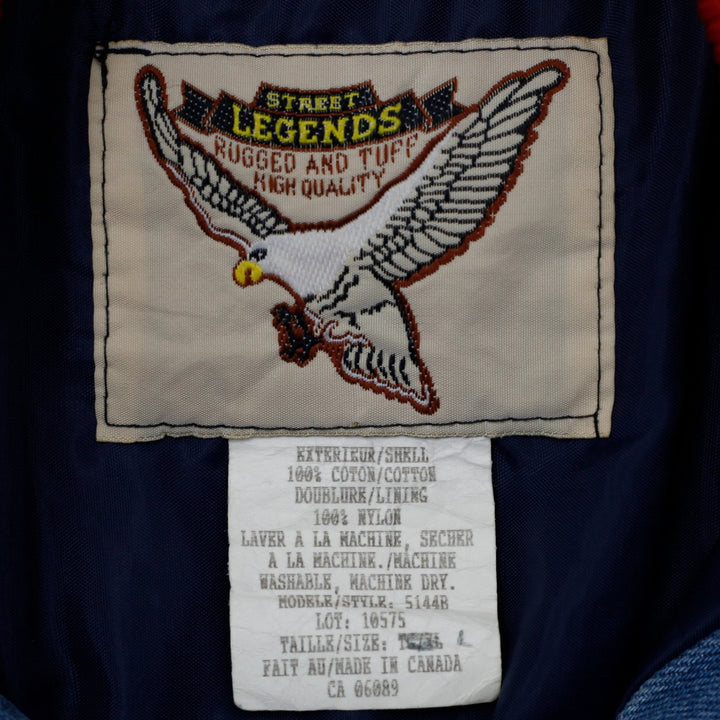 STREET
LEGENDS
RUGGED AND TUFF
HIGH QUALITY
EXTERIEUR/SHELL
100% COTON/COTTON
DOUBLURE/LINING
100% NYLON
LAVER A LA MACHINE, SECHER
A LA MACHINE./MACHINE
WASHABLE, MACHINE DRY.
MODELE/STYLE: 5144B
LOT: 10575
TAILLE/SIZE: L
FAIT AU/MADE IN CANADA
CA 06089